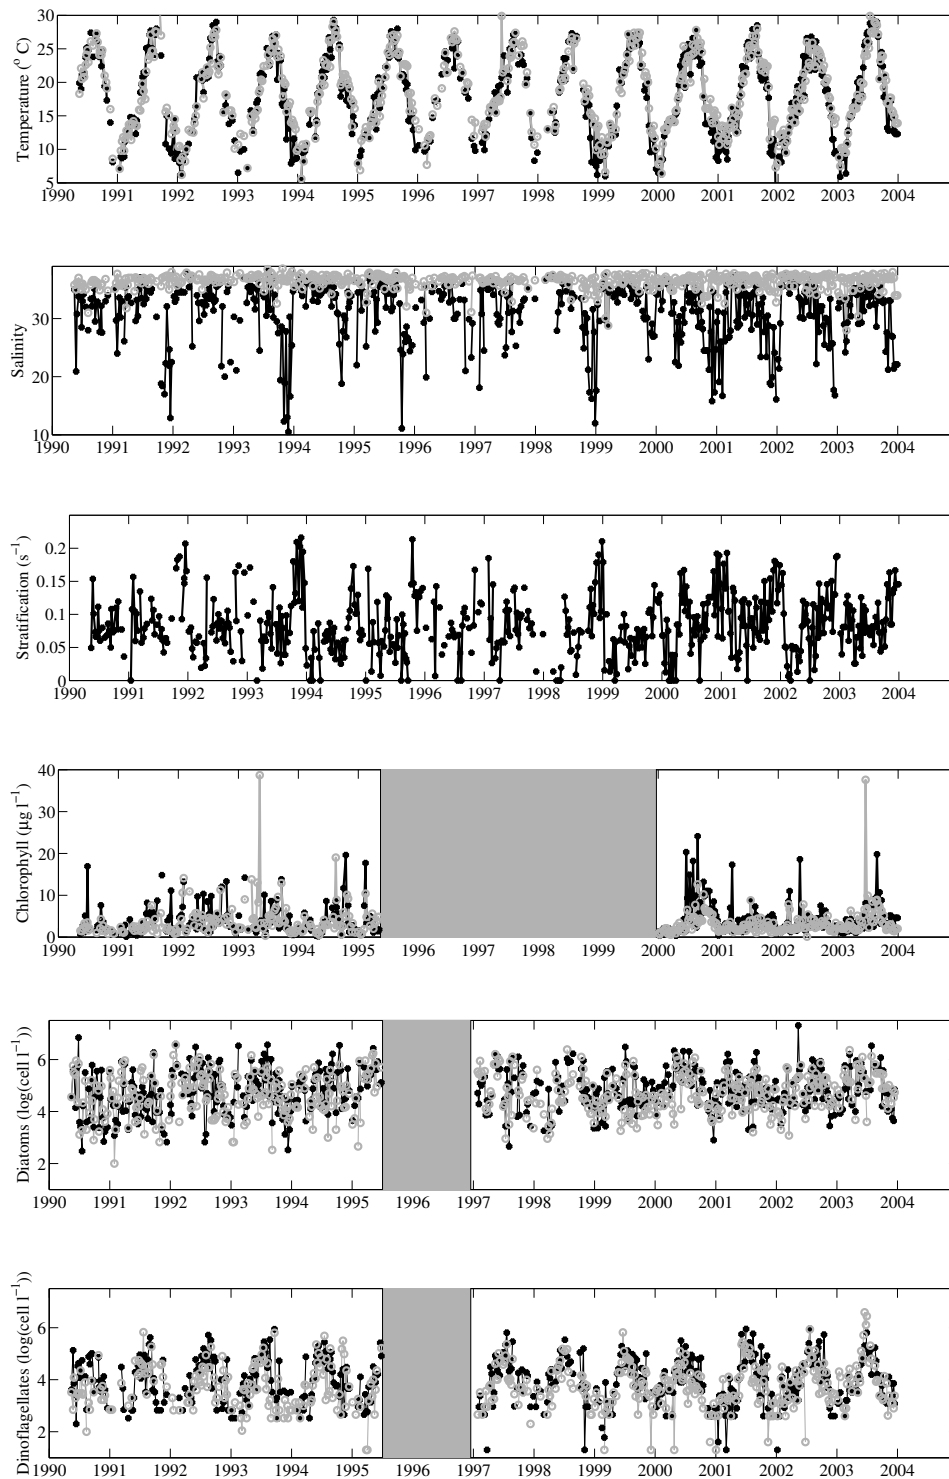 30
25
20
15
10
5
Temperature (° C)
1990 1991 1992 1993 1994 1995 1996 1997 1998 1999 2000 2001 2002 2003 2004
30
20
10
Salinity
1990 1991 1992 1993 1994 1995 1996 1997 1998 1999 2000 2001 2002 2003 2004
0.2
0.15
0.1
0.05
0
Stratification (s⁻¹)
1990 1991 1992 1993 1994 1995 1996 1997 1998 1999 2000 2001 2002 2003 2004
40
30
20
10
0
Chlorophyll (μg l⁻¹)
1990 1991 1992 1993 1994 1995 1996 1997 1998 1999 2000 2001 2002 2003 2004
6
4
2
Diatoms (log(cell l⁻¹))
1990 1991 1992 1993 1994 1995 1996 1997 1998 1999 2000 2001 2002 2003 2004
6
4
2
Dinoflagellates (log(cell l⁻¹))
1990 1991 1992 1993 1994 1995 1996 1997 1998 1999 2000 2001 2002 2003 2004